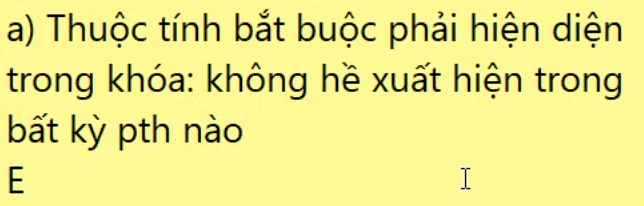 a) Thuộc tính bắt buộc phải hiện diện
trong khóa: không hề xuất hiện trong
bất kỳ pth nào
E